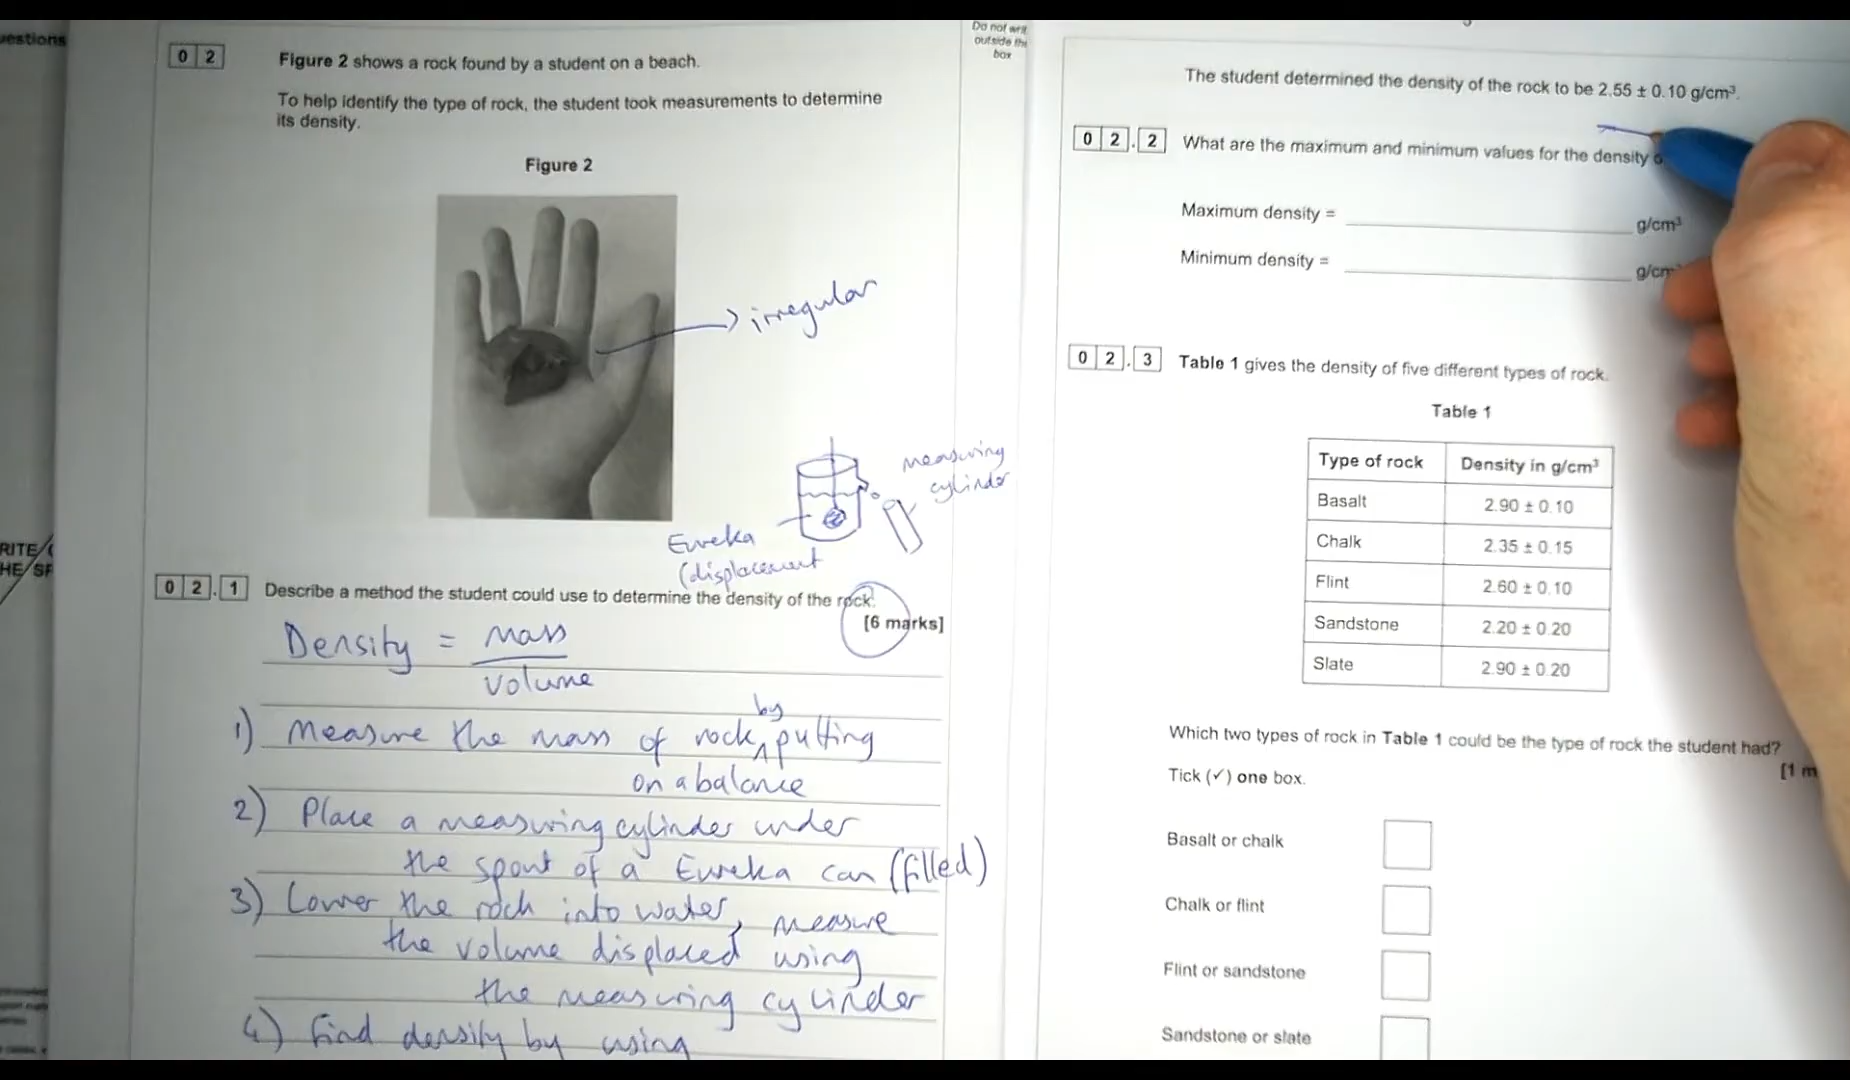 uestions
0 2
Figure 2 shows a rock found by a student on a beach.
To help identify the type of rock, the student took measurements to determine
its density.
Figure 2
irregular
measuring
cylinder
Eureka
(displacement
RITE
HE/SP
0 2 . 1 Describe a method the student could use to determine the density of the rock.
[6 marks]
Density = mass
volume
by
1) Measure the mass of rock ^ putting
on a balance
2) Place a measuring cylinder under
the spout of a Eureka can (filled)
3) Lower the rock into water, measure
the volume displaced using
the measuring cylinder
4) Find density by using
Do not writ
outside the
box
The student determined the density of the rock to be 2.55 ± 0.10 g/cm³.
0 2 . 2 What are the maximum and minimum values for the density
Maximum density = g/cm³
Minimum density = g/cm
0 2 . 3 Table 1 gives the density of five different types of rock.
Table 1
Type of rock Density in g/cm³
Basalt 2.90 ± 0.10
Chalk 2.35 ± 0.15
Flint 2.60 ± 0.10
Sandstone 2.20 ± 0.20
Slate 2.90 ± 0.20
Which two types of rock in Table 1 could be the type of rock the student had?
[1 m
Tick (✓) one box.
Basalt or chalk
Chalk or flint
Flint or sandstone
Sandstone or slate